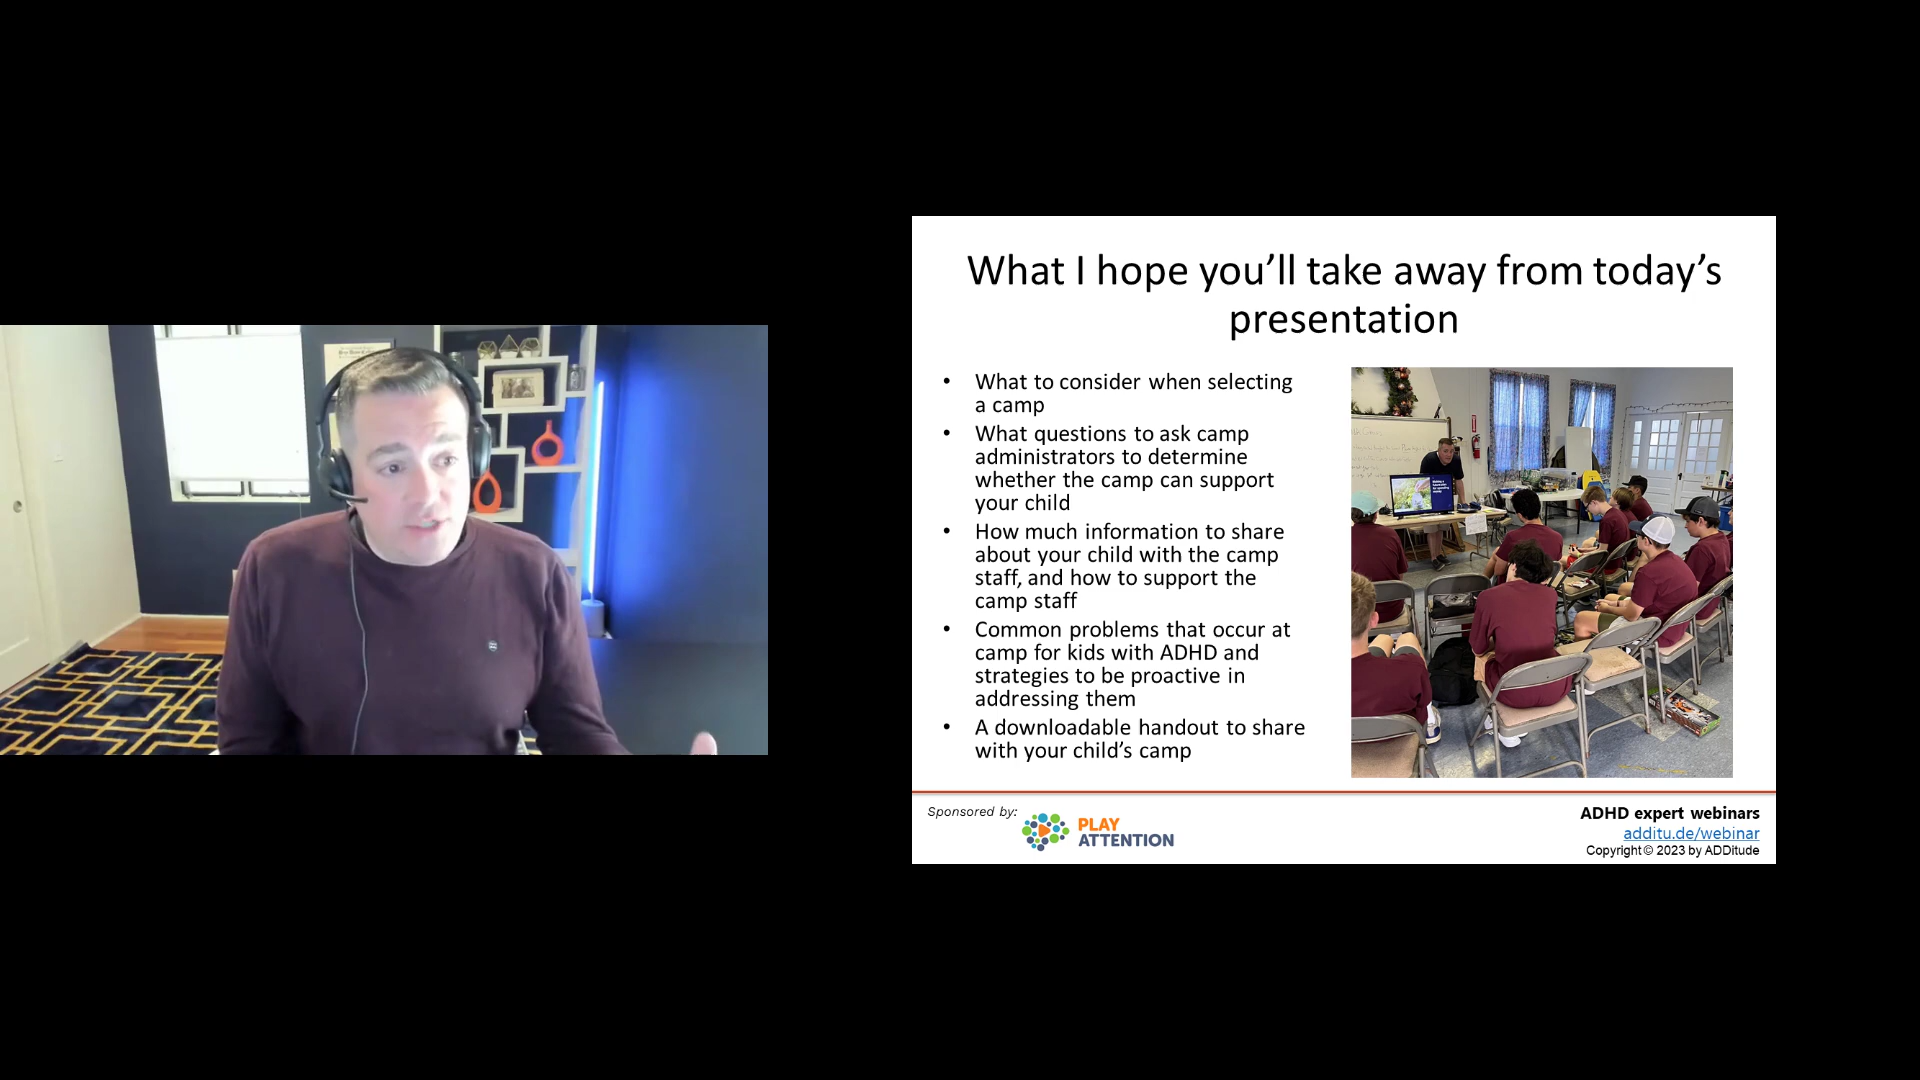 What I hope you’ll take away from today’s
presentation
• What to consider when selecting
a camp
• What questions to ask camp
administrators to determine
whether the camp can support
your child
• How much information to share
about your child with the camp
staff, and how to support the
camp staff
• Common problems that occur at
camp for kids with ADHD and
strategies to be proactive in
addressing them
• A downloadable handout to share
with your child’s camp
Sponsored by:
PLAY
ATTENTION
ADHD expert webinars
additu.de/webinar
Copyright © 2023 by ADDitude